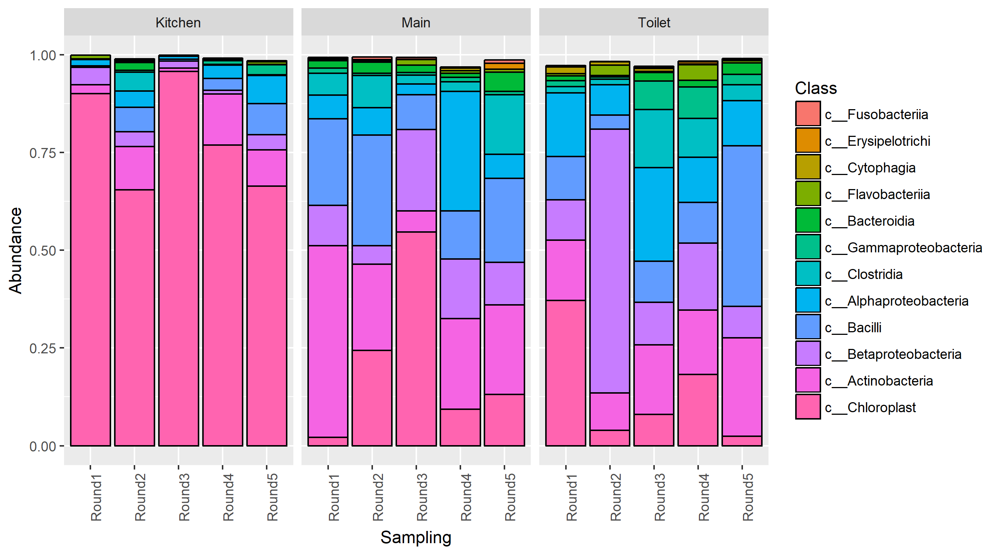 Kitchen Main Toilet
1.00
0.75
0.50
0.25
0.00
Abundance
Round1 Round2 Round3 Round4 Round5 Round1 Round2 Round3 Round4 Round5 Round1 Round2 Round3 Round4 Round5
Sampling
Class
c__Fusobacteriia
c__Erysipelotrichi
c__Cytophagia
c__Flavobacteriia
c__Bacteroidia
c__Gammaproteobacteria
c__Clostridia
c__Alphaproteobacteria
c__Bacilli
c__Betaproteobacteria
c__Actinobacteria
c__Chloroplast